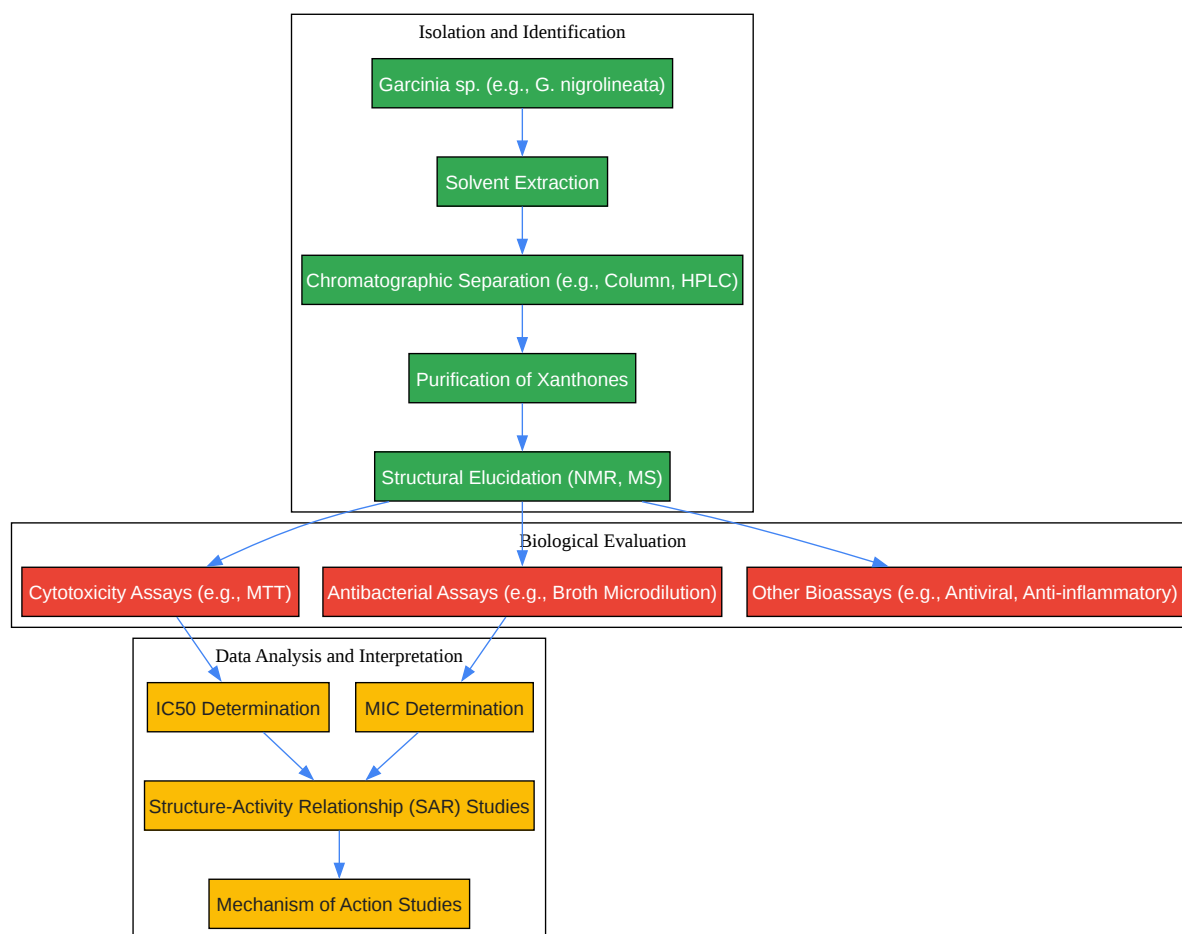 Isolation and Identification
Garcinia sp. (e.g., G. nigrolineata)
Solvent Extraction
Chromatographic Separation (e.g., Column, HPLC)
Purification of Xanthones
Structural Elucidation (NMR, MS)
Biological Evaluation
Cytotoxicity Assays (e.g., MTT)
Antibacterial Assays (e.g., Broth Microdilution)
Other Bioassays (e.g., Antiviral, Anti-inflammatory)
Data Analysis and Interpretation
IC50 Determination
MIC Determination
Structure-Activity Relationship (SAR) Studies
Mechanism of Action Studies